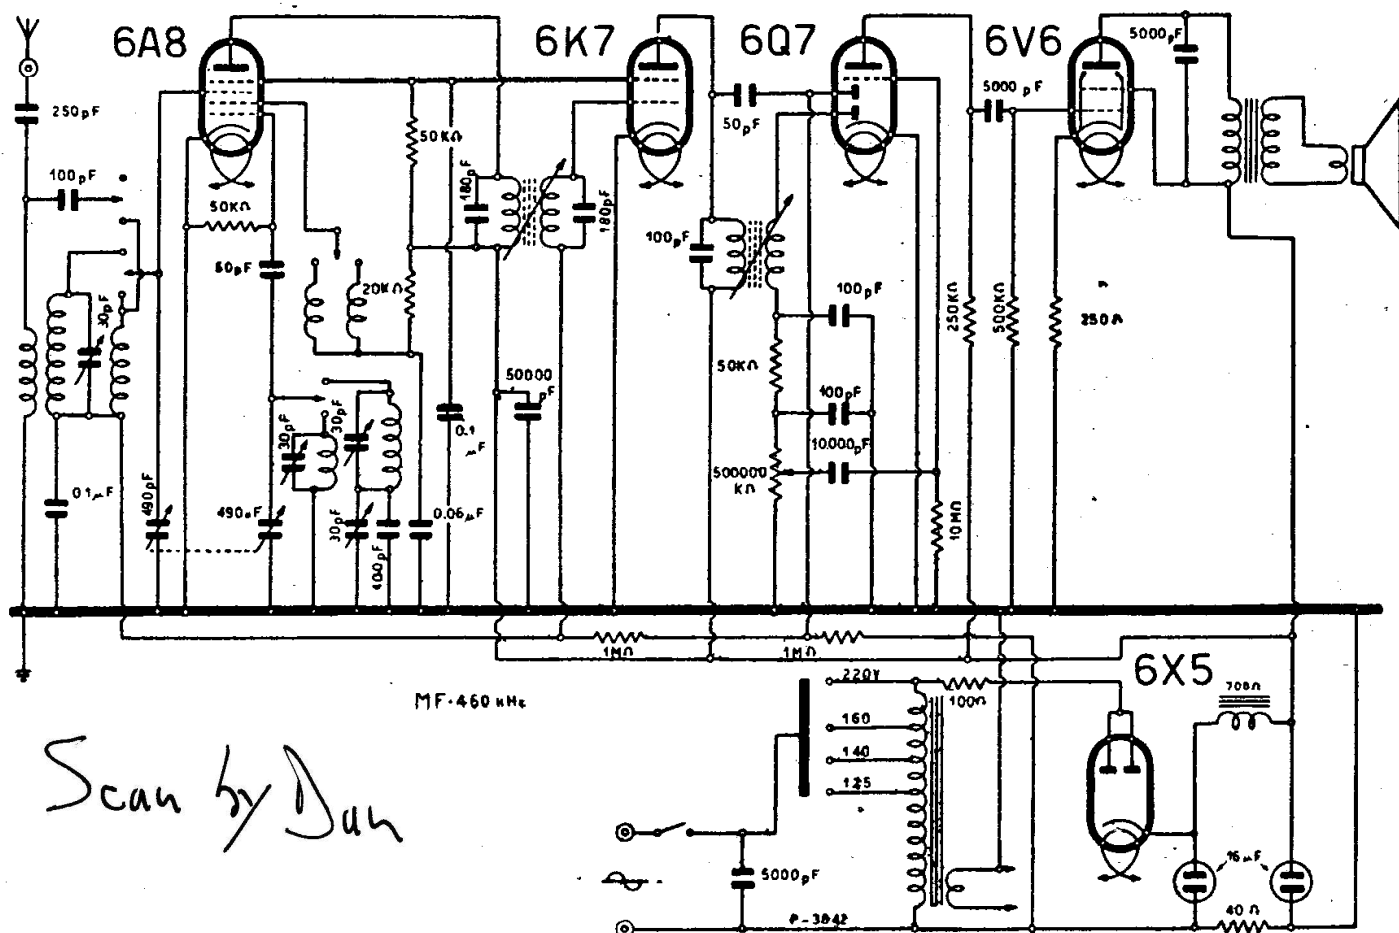 6A8
6K7
6Q7
6V6
5000pF
250pF
5000 pF
50KΩ
50pF
180pF
100pF
50KΩ
180pF
100pF
50pF
20KΩ
100pF
250KΩ
500KΩ
250Ω
30pF
50KΩ
50000
pF
100pF
30pF
30pF
0.1
μF
10.000pF
500000
KΩ
0.1μF
490pF
490pF
30pF
400pF
0.06μF
10MΩ
1MΩ
1MΩ
6X5
MF·460 KHz
220V
100Ω
700Ω
160
140
125
Scan by Dan
5000pF
16μF
P-3842
40Ω